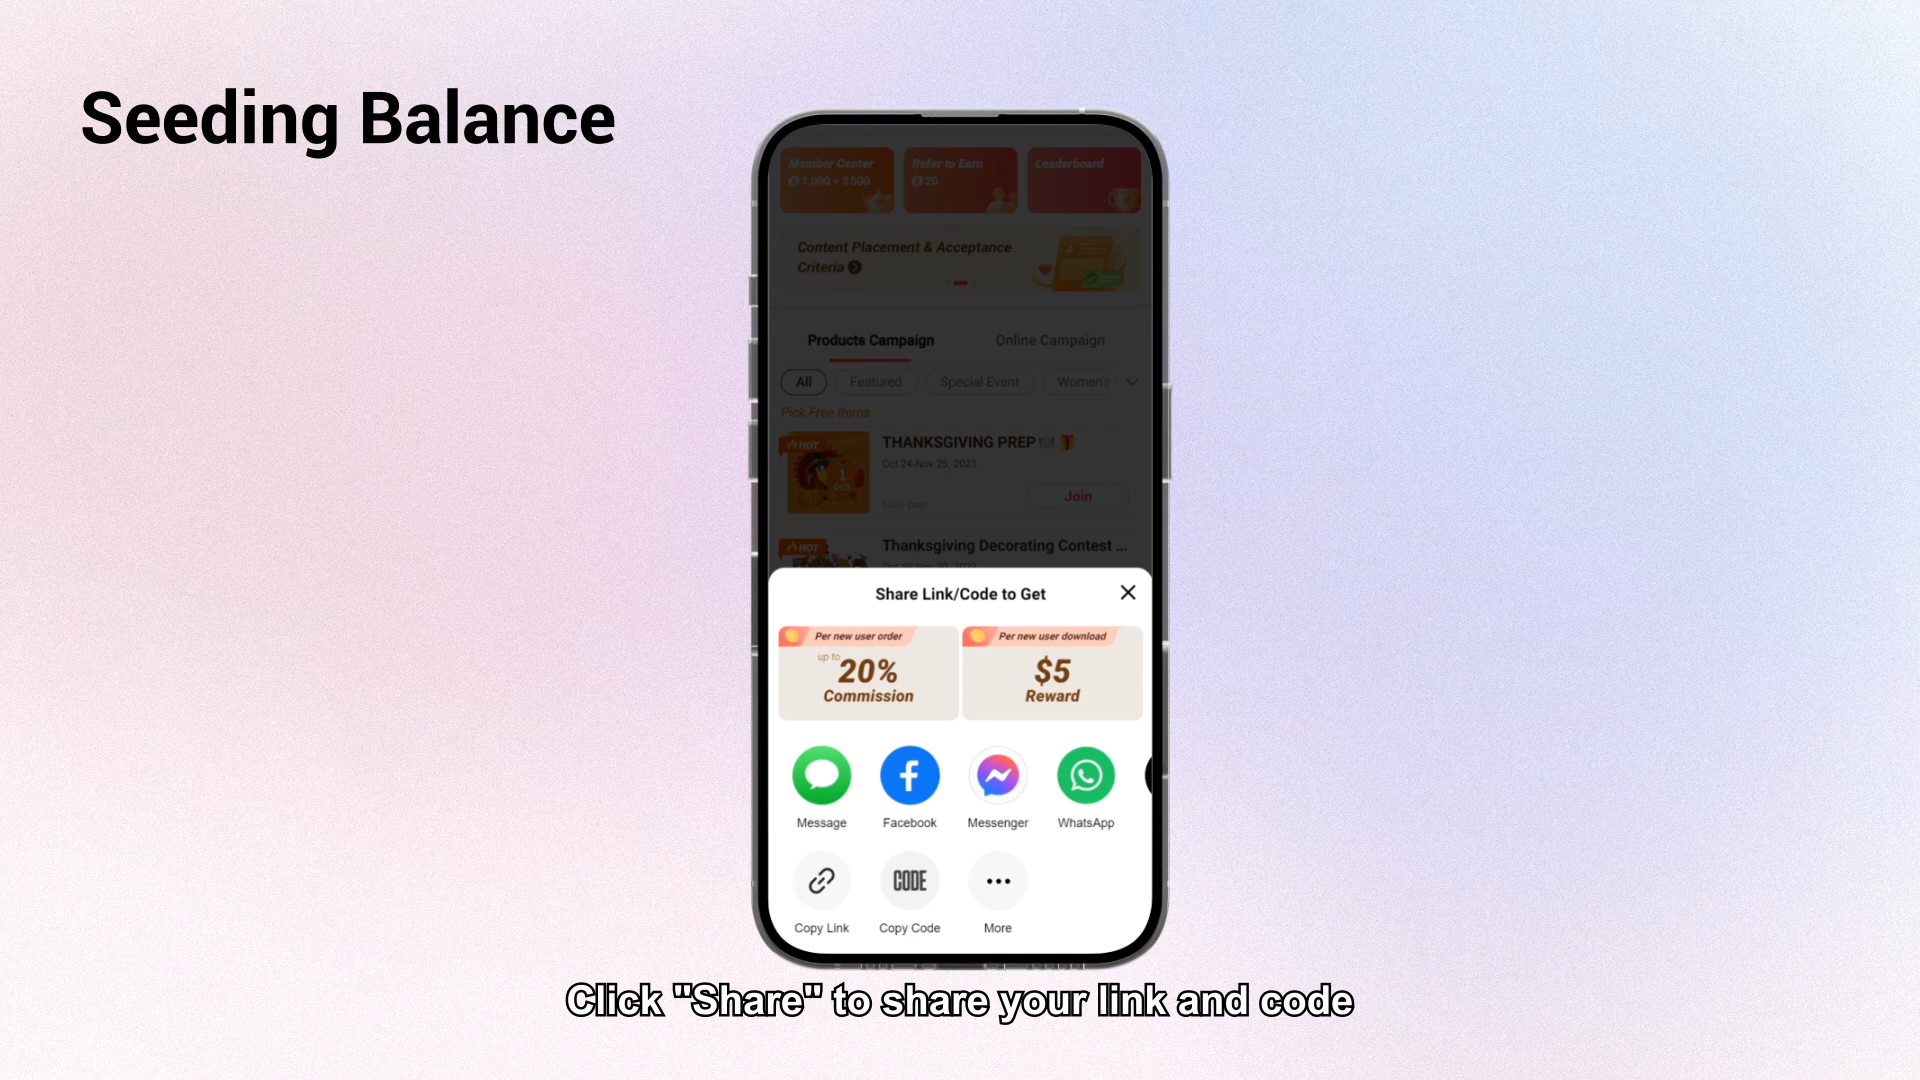 Seeding Balance
Member Center
Refer to Earn
Leaderboard
1,000 + $ 500
20
Content Placement & Acceptance
Criteria
Products Campaign
Online Campaign
All
Featured
Special Event
Women's
Pick Free Items
HOT
THANKSGIVING PREP
Oct 24-Nov 25, 2023
1
PCS
500+ post
Join
HOT
Thanksgiving Decorating Contest ...
Share Link/Code to Get
Per new user order
up to
20%
Commission
Per new user download
$5
Reward
Message
Facebook
Messenger
WhatsApp
CODE
Copy Link
Copy Code
More
Click "Share" to share your link and code